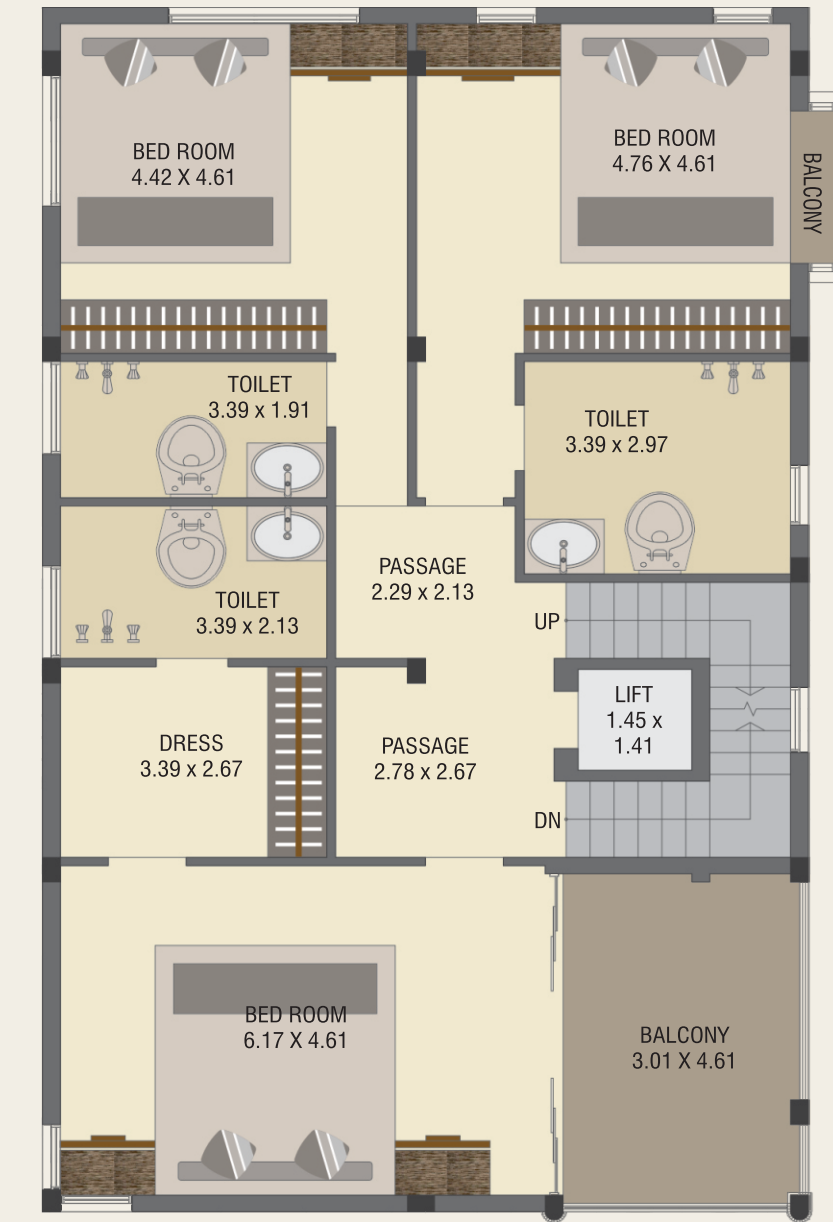 BED ROOM
4.42 X 4.61
BED ROOM
4.76 X 4.61
BALCONY
TOILET
3.39 x 1.91
TOILET
3.39 x 2.97
PASSAGE
2.29 x 2.13
TOILET
3.39 x 2.13
UP
LIFT
1.45 x
1.41
DRESS
3.39 x 2.67
PASSAGE
2.78 x 2.67
DN
BED ROOM
6.17 X 4.61
BALCONY
3.01 X 4.61